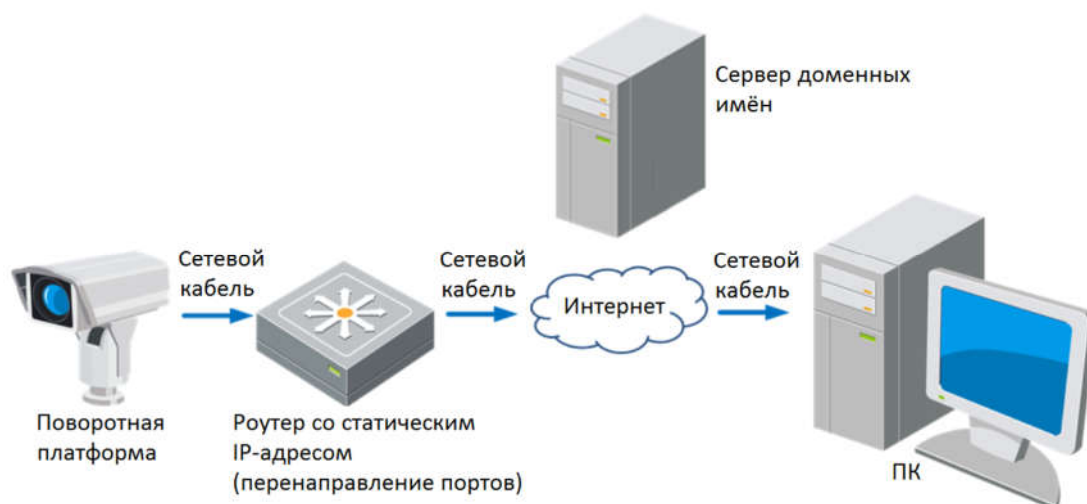 Сервер доменных
имён
Сетевой
кабель
Сетевой
кабель
Интернет
Сетевой
кабель
Поворотная
платформа
Роутер со статическим
IP-адресом
(перенаправление портов)
ПК